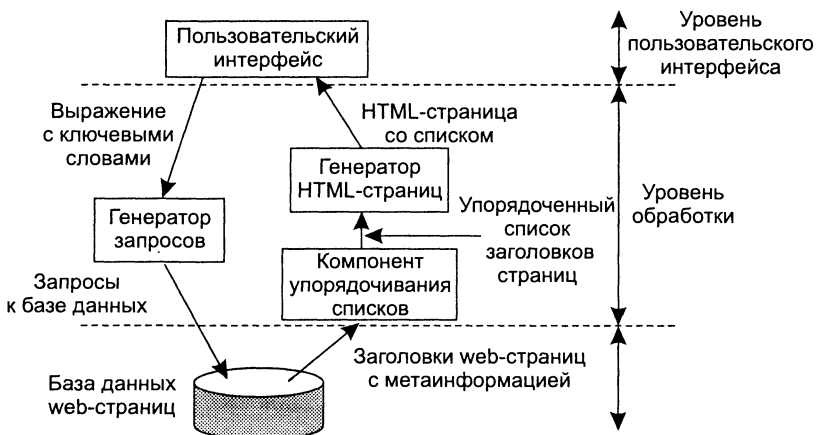 Пользовательский
интерфейс
Уровень
пользовательского
интерфейса
Выражение
с ключевыми
словами
HTML-страница
со списком
Генератор
HTML-страниц
Генератор
запросов
Упорядоченный
список
заголовков
страниц
Уровень
обработки
Компонент
упорядочивания
списков
Запросы
к базе данных
Заголовки web-страниц
с метаинформацией
База данных
web-страниц